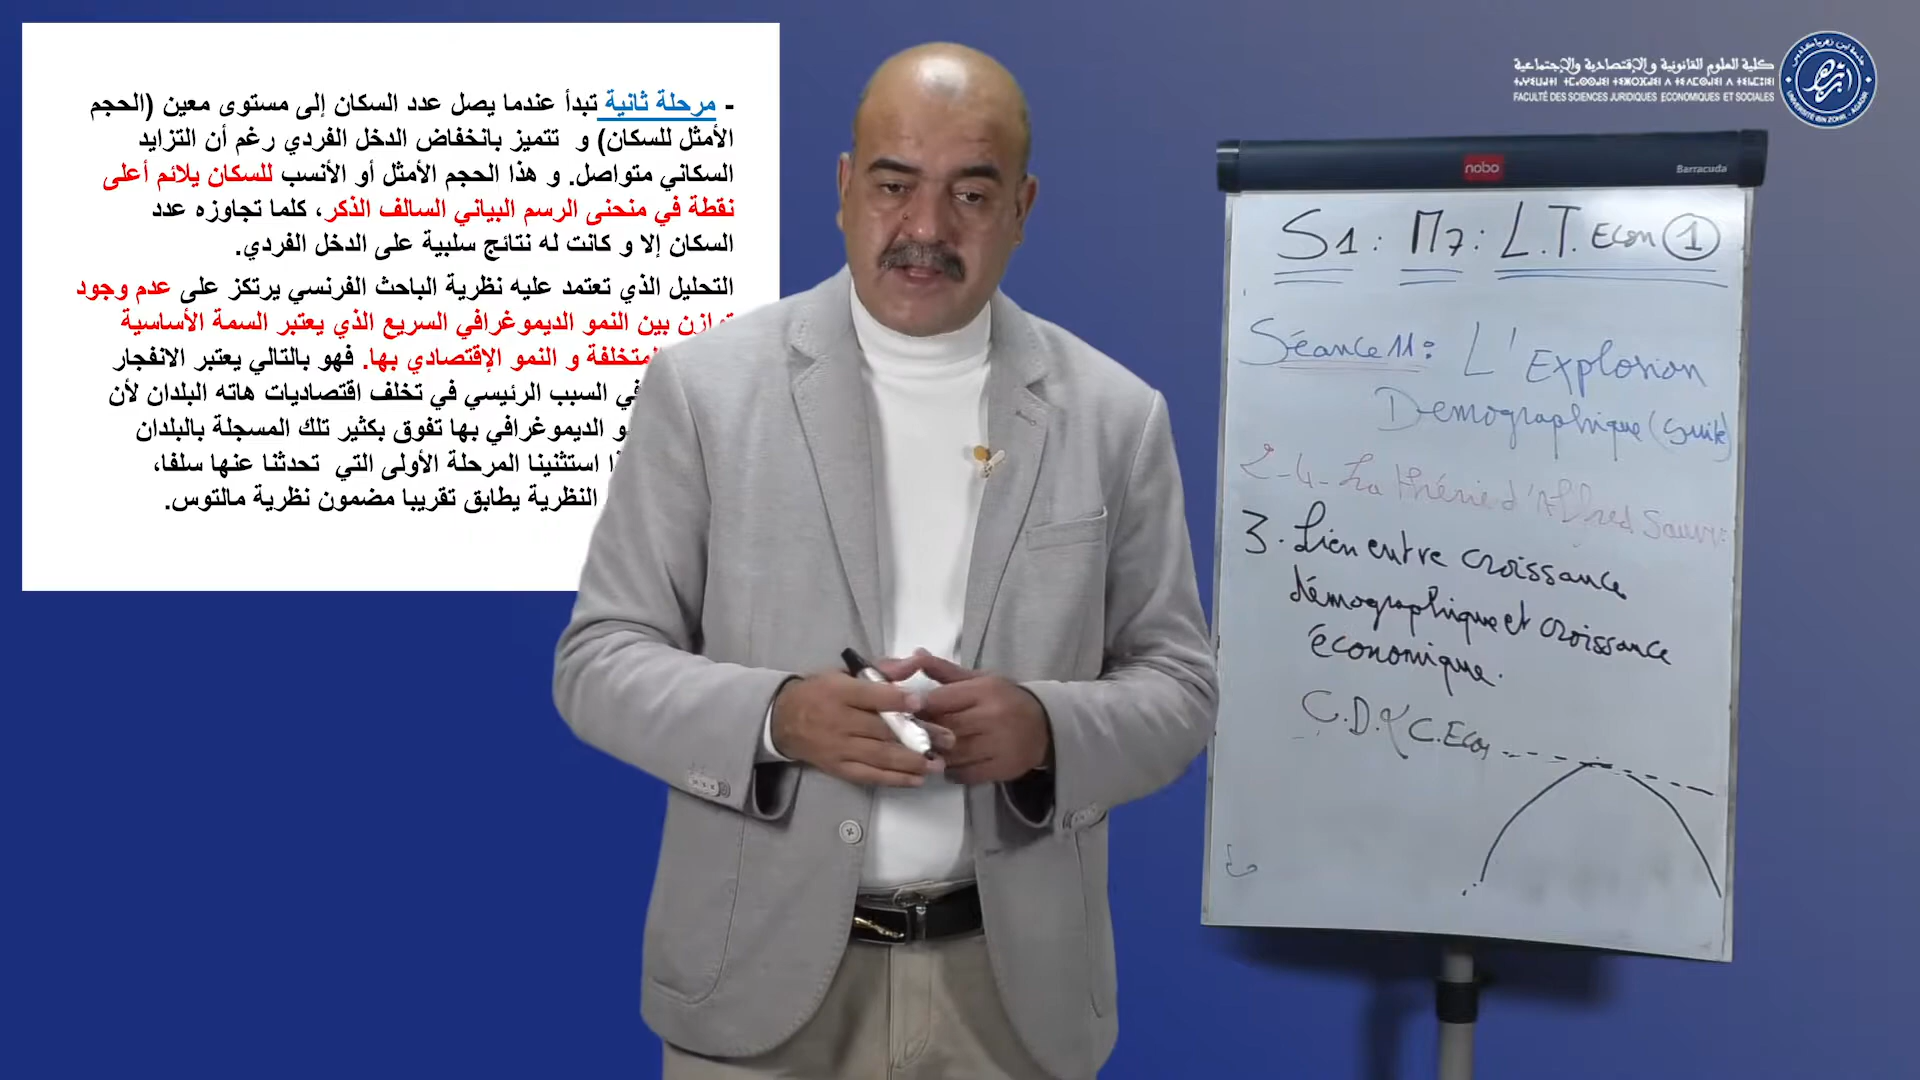 - مرحلة ثانية تبدأ عندما يصل عدد السكان إلى مستوى معين (الحجم
الأمثل للسكان) و تتميز بانخفاض الدخل الفردي رغم أن التزايد
السكاني متواصل. و هذا الحجم الأمثل أو الأنسب للسكان يلائم أعلى
نقطة في منحنى الرسم البياني السالف الذكر، كلما تجاوزه عدد
السكان إلا و كانت له نتائج سلبية على الدخل الفردي.
التحليل الذي تعتمد عليه نظرية الباحث الفرنسي يرتكز على عدم وجود
بين النمو الديموغرافي السريع الذي يعتبر السمة الأساسية
المتخلفة و النمو الإقتصادي بها. فهو بالتالي يعتبر الانفجار
السبب الرئيسي في تخلف اقتصاديات هاته البلدان لأن
الديموغرافي بها تفوق بكثير تلك المسجلة بالبلدان
استثنينا المرحلة الأولى التي تحدثنا عنها سلفا،
النظرية يطابق تقريبا مضمون نظرية مالتوس.
كلية العلوم القانونية والإقتصادية والإجتماعية
FACULTÉ DES SCIENCES JURIDIQUES ÉCONOMIQUES ET SOCIALES
nobo
Barracuda
S1: M7: L.T. Econ 1
Séance 11: L'Explosion
Démographique (suite)
2-4- La théorie d'Alfred Sauvy:
3. Lien entre croissance
démographique et croissance
économique.
C.D. C.Eco